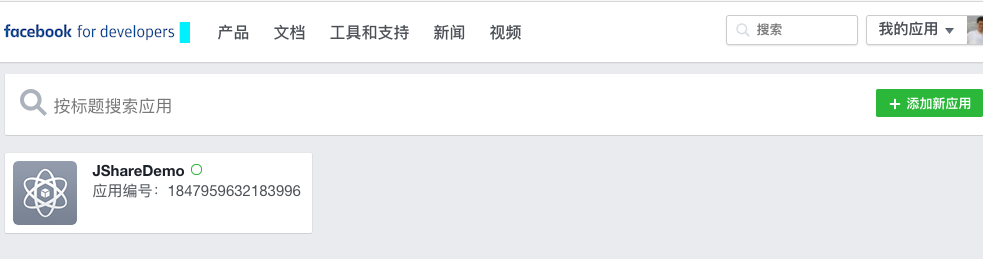 facebook for developers 产品 文档 工具和支持 新闻 视频 搜索 我的应用
按标题搜索应用 + 添加新应用
JShareDemo
应用编号：1847959632183996